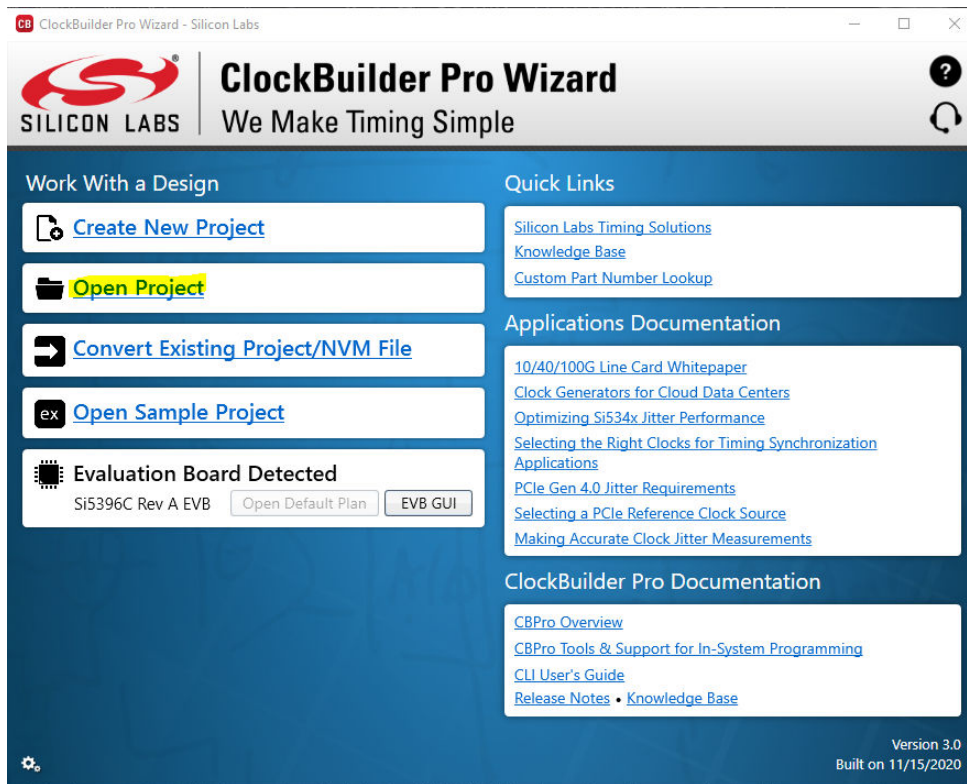 CB ClockBuilder Pro Wizard - Silicon Labs
SILICON LABS
ClockBuilder Pro Wizard
We Make Timing Simple
?
Work With a Design
Create New Project
Open Project
Convert Existing Project/NVM File
ex Open Sample Project
Evaluation Board Detected
Si5396C Rev A EVB Open Default Plan EVB GUI
Quick Links
Silicon Labs Timing Solutions
Knowledge Base
Custom Part Number Lookup
Applications Documentation
10/40/100G Line Card Whitepaper
Clock Generators for Cloud Data Centers
Optimizing Si534x Jitter Performance
Selecting the Right Clocks for Timing Synchronization
Applications
PCIe Gen 4.0 Jitter Requirements
Selecting a PCIe Reference Clock Source
Making Accurate Clock Jitter Measurements
ClockBuilder Pro Documentation
CBPro Overview
CBPro Tools & Support for In-System Programming
CLI User's Guide
Release Notes • Knowledge Base
Version 3.0
Built on 11/15/2020